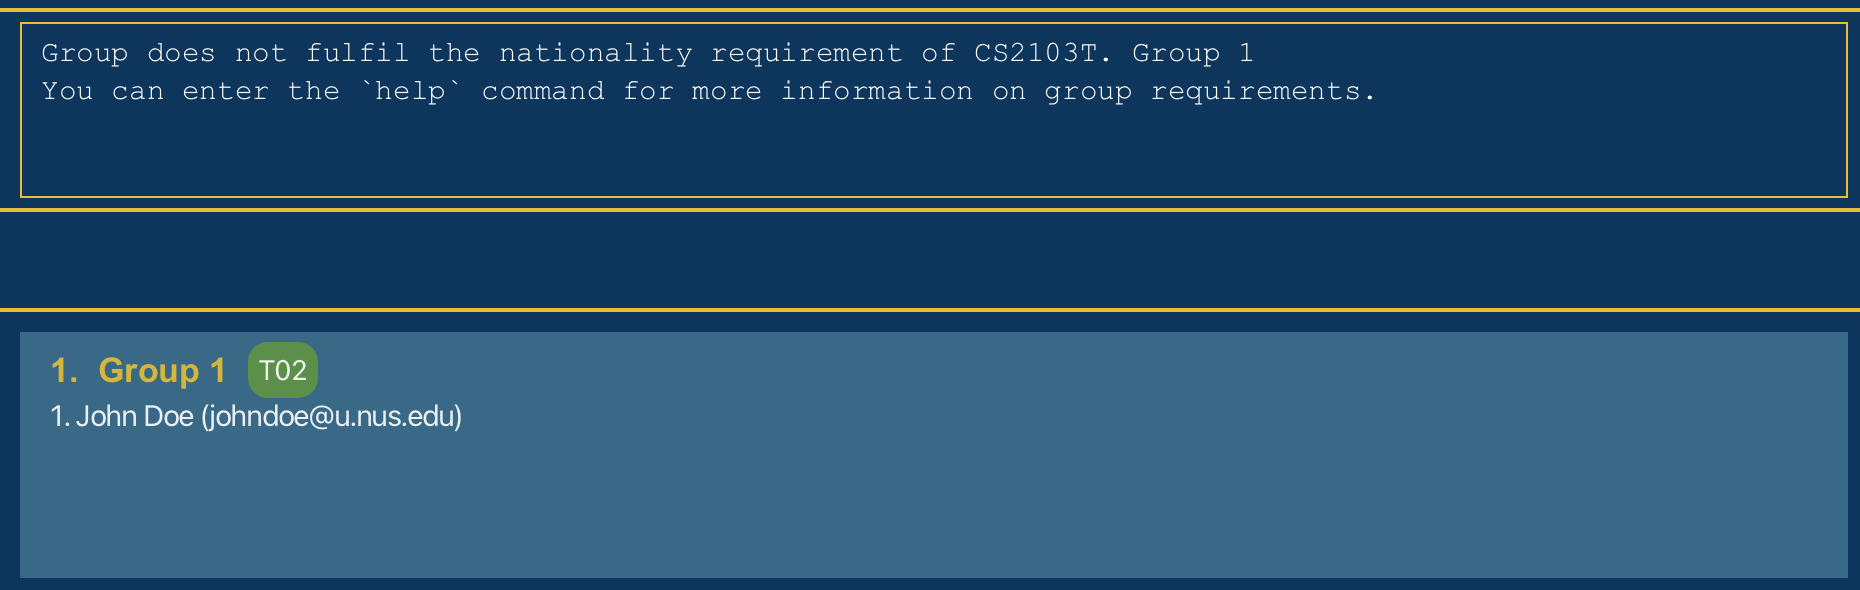 Group does not fulfil the nationality requirement of CS2103T. Group 1
You can enter the `help` command for more information on group requirements.
1. Group 1 T02
1. John Doe (johndoe@u.nus.edu)